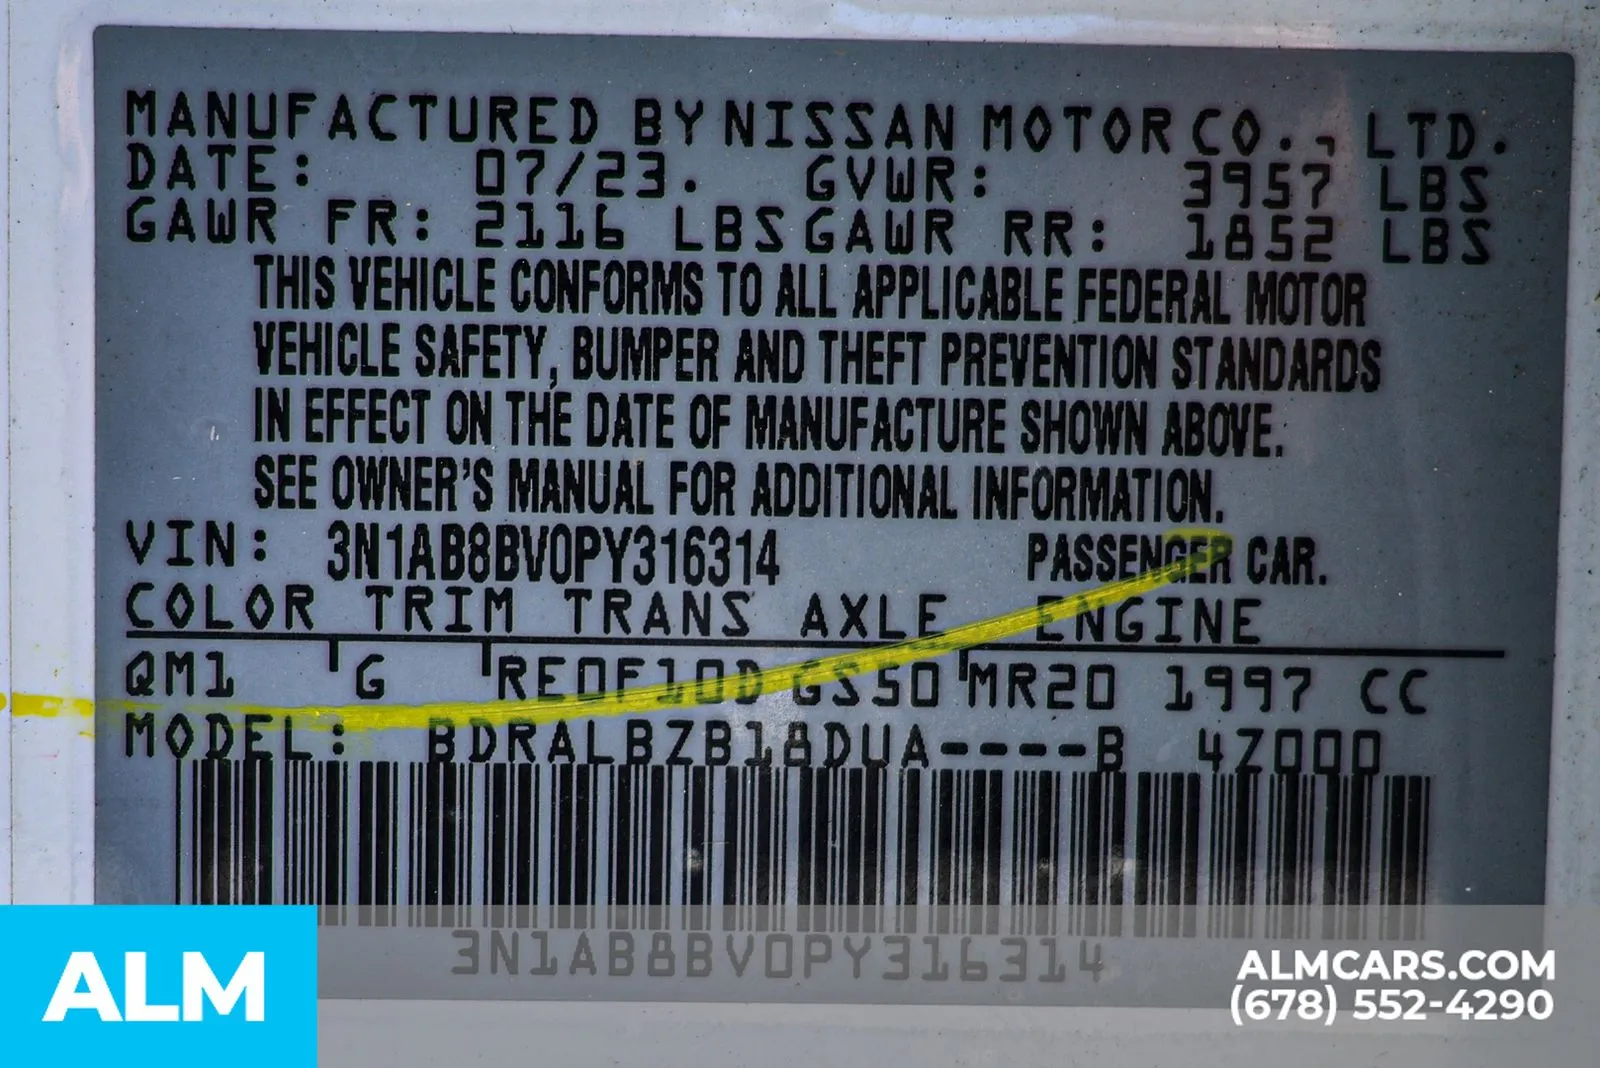 MANUFACTURED BY NISSAN MOTOR CO., LTD.
DATE: 07/23. GVWR: 3957 LBS
GAWR FR: 2116 LBS GAWR RR: 1852 LBS
THIS VEHICLE CONFORMS TO ALL APPLICABLE FEDERAL MOTOR
VEHICLE SAFETY, BUMPER AND THEFT PREVENTION STANDARDS
IN EFFECT ON THE DATE OF MANUFACTURE SHOWN ABOVE.
SEE OWNER'S MANUAL FOR ADDITIONAL INFORMATION.
VIN: 3N1AB8BV0PY316314 PASSENGER CAR.
COLOR TRIM TRANS AXLE ENGINE
QM1 G RE0F10D GS50 MR20 1997 CC
MODEL: BDRALBZB18DUA----B 4Z000
3N1AB8BV0PY316314
ALM
ALMCARS.COM
(678) 552-4290